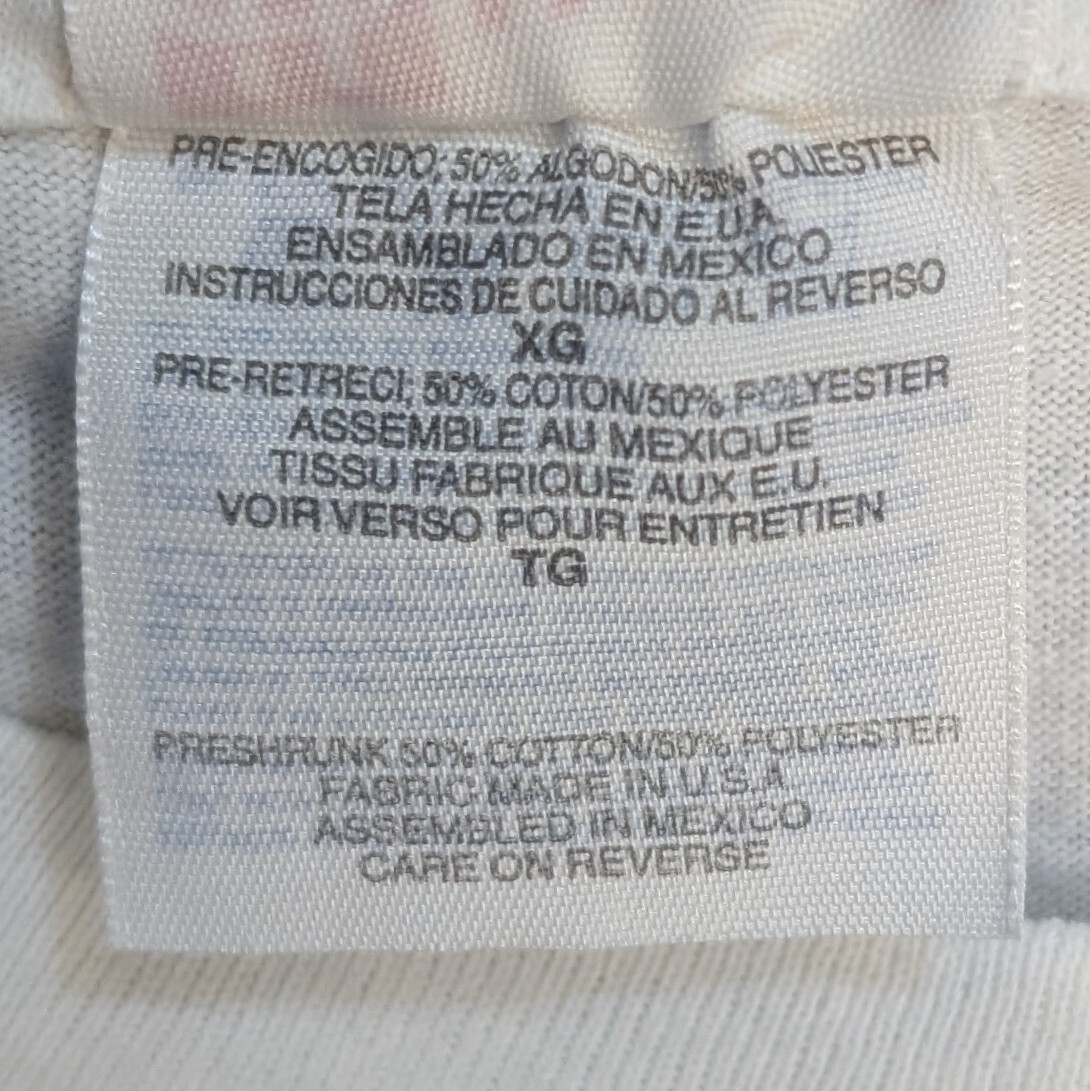 PRE-ENCOGIDO; 50% ALGODON/50% POLIESTER
TELA HECHA EN E.U.A.
ENSAMBLADO EN MEXICO
INSTRUCCIONES DE CUIDADO AL REVERSO
XG
PRE-RETRECI; 50% COTON/50% POLYESTER
ASSEMBLE AU MEXIQUE
TISSU FABRIQUE AUX E.U.
VOIR VERSO POUR ENTRETIEN
TG
PRESHRUNK 50% COTTON/50% POLYESTER
FABRIC MADE IN U.S.A
ASSEMBLED IN MEXICO
CARE ON REVERSE